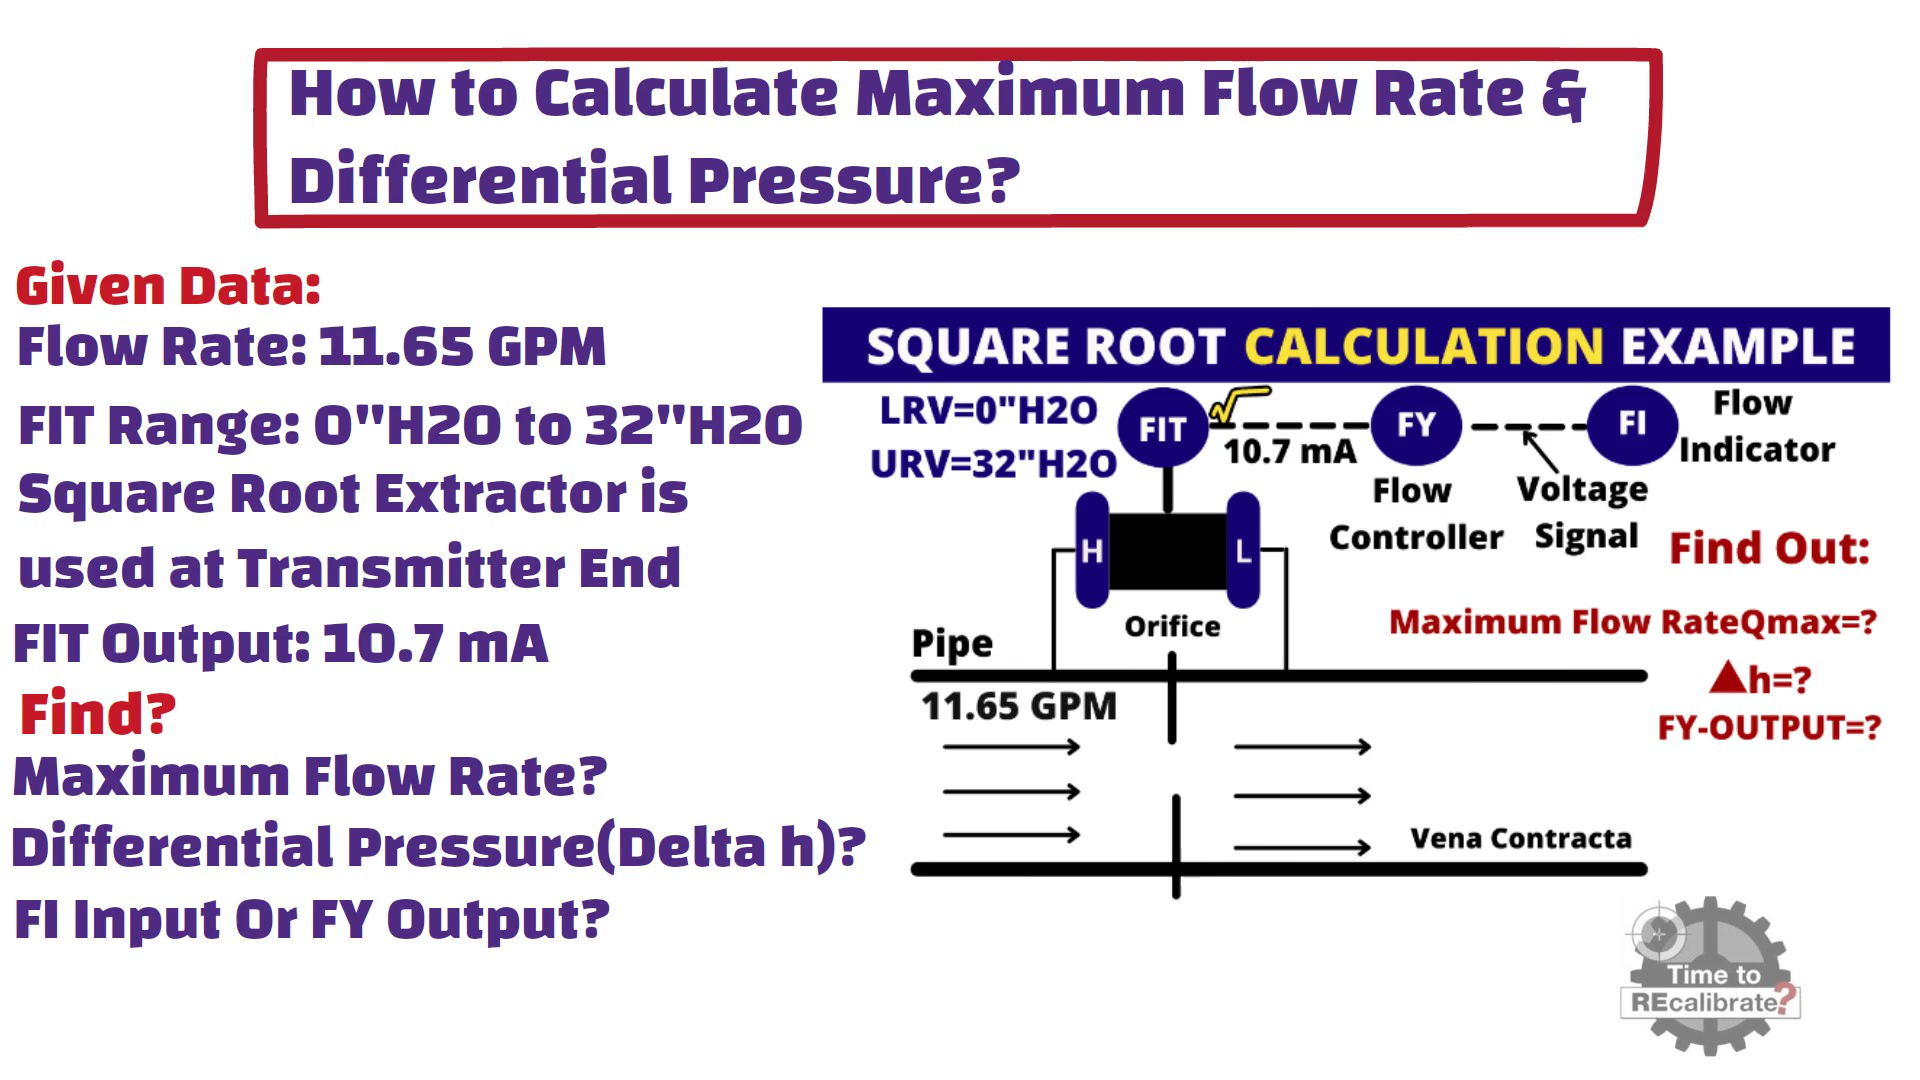 How to Calculate Maximum Flow Rate &
Differential Pressure?
Given Data:
Flow Rate: 11.65 GPM
FIT Range: 0"H2O to 32"H2O
Square Root Extractor is
used at Transmitter End
FIT Output: 10.7 mA
Find?
Maximum Flow Rate?
Differential Pressure(Delta h)?
FI Input Or FY Output?
SQUARE ROOT CALCULATION EXAMPLE
LRV=0"H2O
URV=32"H2O
FIT
√
10.7 mA
FY
FI
Flow
Indicator
Flow
Controller
Voltage
Signal
H
L
Orifice
Pipe
11.65 GPM
Find Out:
Maximum Flow RateQmax=?
▲h=?
FY-OUTPUT=?
Vena Contracta
Time to
REcalibrate?